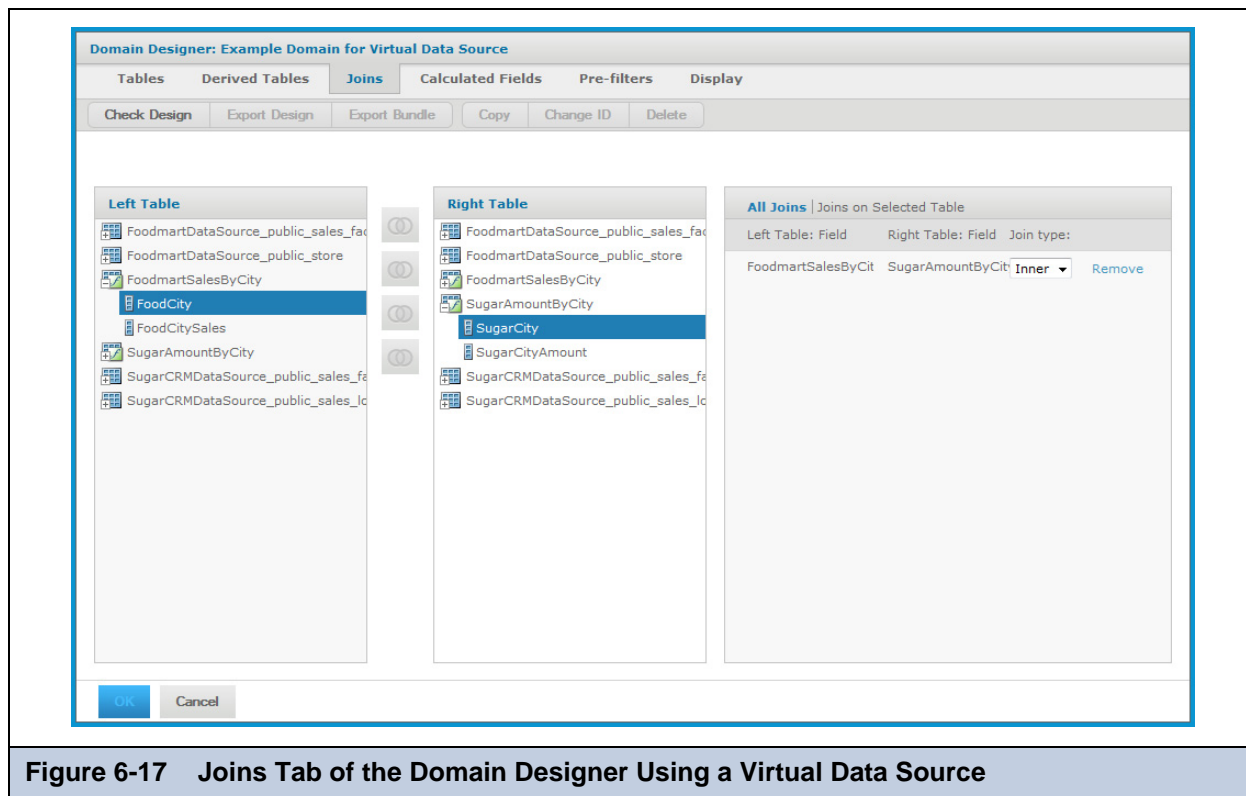 Domain Designer: Example Domain for Virtual Data Source
Tables Derived Tables Joins Calculated Fields Pre-filters Display
Check Design Export Design Export Bundle Copy Change ID Delete
Left Table
FoodmartDataSource_public_sales_fac
FoodmartDataSource_public_store
FoodmartSalesByCity
FoodCity
FoodCitySales
SugarAmountByCity
SugarCRMDataSource_public_sales_fa
SugarCRMDataSource_public_sales_lo
Right Table
FoodmartDataSource_public_sales_fac
FoodmartDataSource_public_store
FoodmartSalesByCity
SugarAmountByCity
SugarCity
SugarCityAmount
SugarCRMDataSource_public_sales_fa
SugarCRMDataSource_public_sales_lo
All Joins | Joins on Selected Table
Left Table: Field Right Table: Field Join type:
FoodmartSalesByCit SugarAmountByCity Inner Remove
OK Cancel
Figure 6-17 Joins Tab of the Domain Designer Using a Virtual Data Source